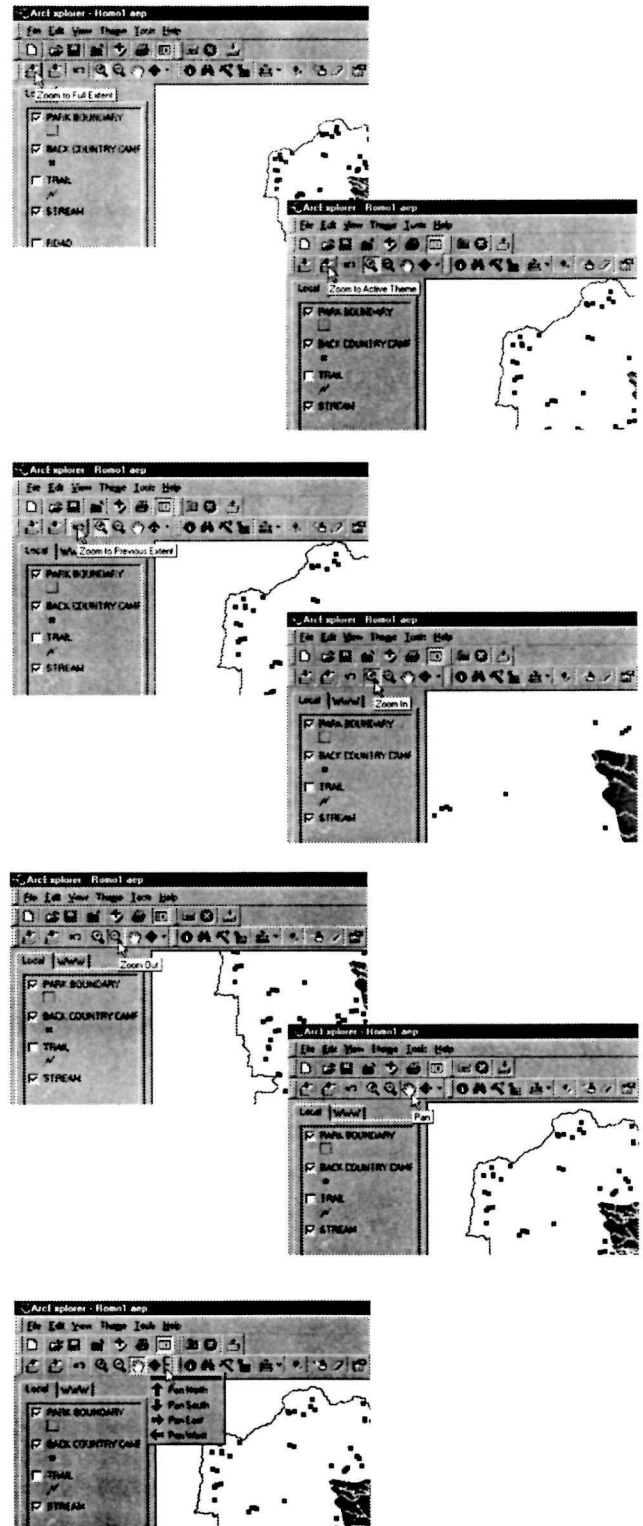 ArcExplorer - Romo1.aep
File Edit View Theme Tools Help
Zoom to Full Extent
PARK BOUNDARY
BACK COUNTRY CAMP
TRAIL
STREAM
ROAD
ArcExplorer - Romo1.aep
File Edit View Theme Tools Help
Local
Zoom to Active Theme
PARK BOUNDARY
BACK COUNTRY CAMP
TRAIL
STREAM
ArcExplorer - Romo1.aep
File Edit View Theme Tools Help
Local
Zoom to Previous Extent
PARK BOUNDARY
BACK COUNTRY CAMP
TRAIL
STREAM
ArcExplorer - Romo1.aep
File Edit View Theme Tools Help
Local WWW
Zoom In
PARK BOUNDARY
BACK COUNTRY CAMP
TRAIL
STREAM
ArcExplorer - Romo1.aep
File Edit View Theme Tools Help
Local WWW
Zoom Out
PARK BOUNDARY
BACK COUNTRY CAMP
TRAIL
STREAM
ArcExplorer - Romo1.aep
File Edit View Theme Tools Help
Local WWW
Pan
PARK BOUNDARY
BACK COUNTRY CAMP
TRAIL
STREAM
ArcExplorer - Romo1.aep
File Edit View Theme Tools Help
Local WWW
Pan North
Pan South
Pan East
Pan West
PARK BOUNDARY
BACK COUNTRY CAMP
TRAIL
STREAM